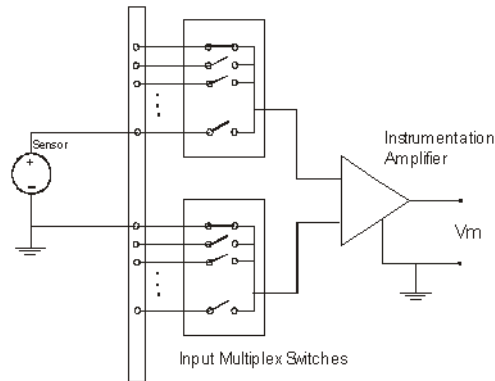 Sensor
+
−
Instrumentation
Amplifier
Vm
Input Multiplex Switches